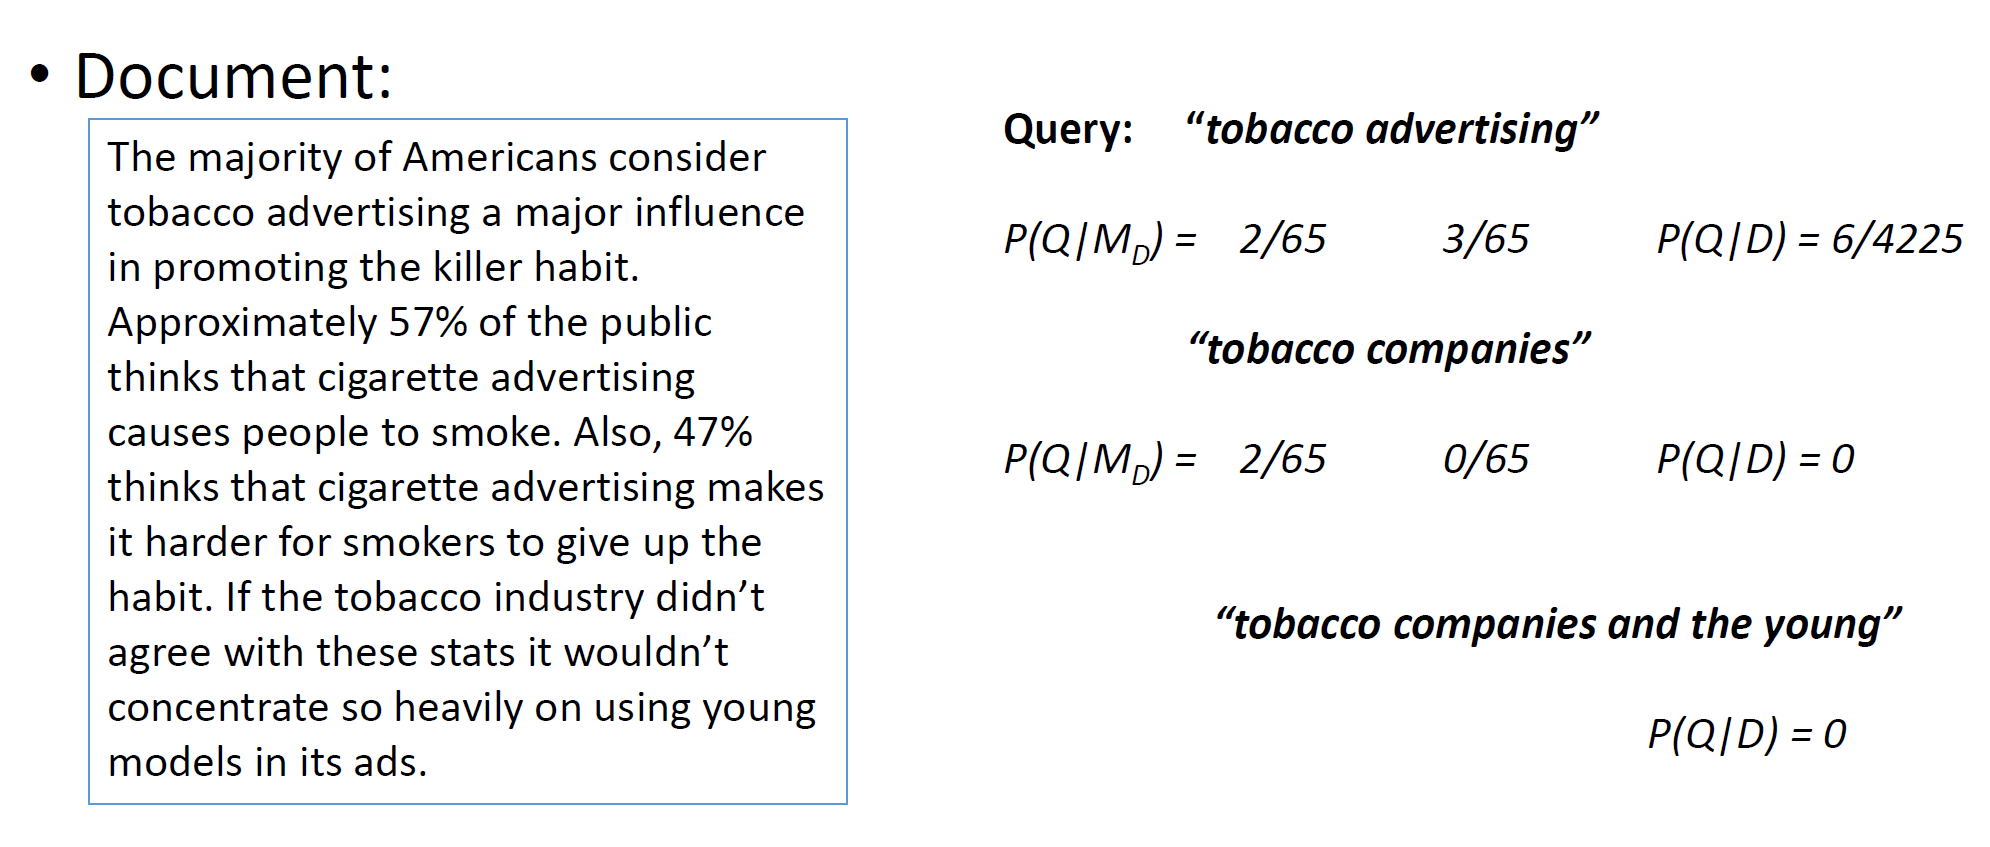 • Document:
The majority of Americans consider
tobacco advertising a major influence
in promoting the killer habit.
Approximately 57% of the public
thinks that cigarette advertising
causes people to smoke. Also, 47%
thinks that cigarette advertising makes
it harder for smokers to give up the
habit. If the tobacco industry didn’t
agree with these stats it wouldn’t
concentrate so heavily on using young
models in its ads.
Query: “tobacco advertising”
P(Q|M_D) = 2/65 3/65 P(Q|D) = 6/4225
“tobacco companies”
P(Q|M_D) = 2/65 0/65 P(Q|D) = 0
“tobacco companies and the young”
P(Q|D) = 0